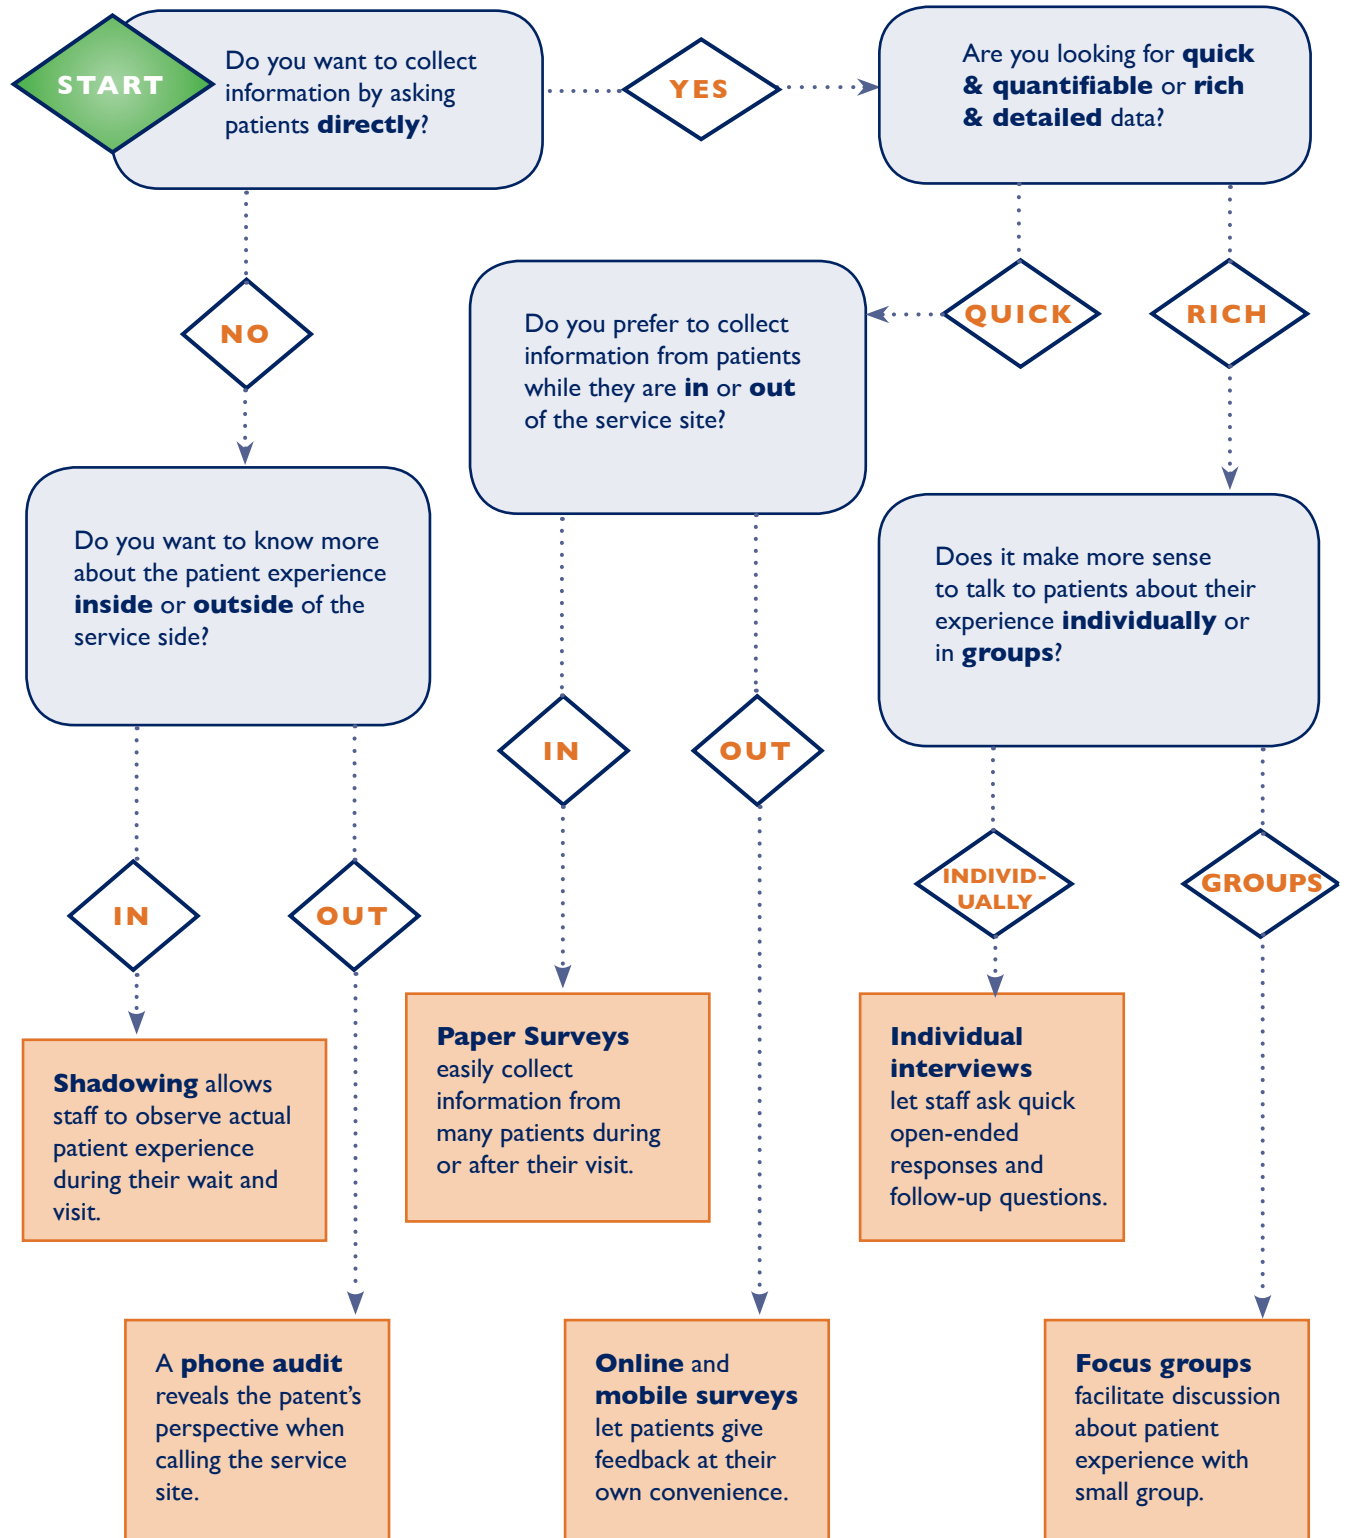 START
Do you want to collect
information by asking
patients directly?
YES
Are you looking for quick
& quantifiable or rich
& detailed data?
NO
Do you prefer to collect
information from patients
while they are in or out
of the service site?
QUICK
RICH
Do you want to know more
about the patient experience
inside or outside of the
service side?
Does it make more sense
to talk to patients about their
experience individually or
in groups?
IN
OUT
IN
OUT
INDIVID-
UALLY
GROUPS
Shadowing allows
staff to observe actual
patient experience
during their wait and
visit.
Paper Surveys
easily collect
information from
many patients during
or after their visit.
Individual
interviews
let staff ask quick
open-ended
responses and
follow-up questions.
A phone audit
reveals the patent’s
perspective when
calling the service
site.
Online and
mobile surveys
let patients give
feedback at their
own convenience.
Focus groups
facilitate discussion
about patient
experience with
small group.